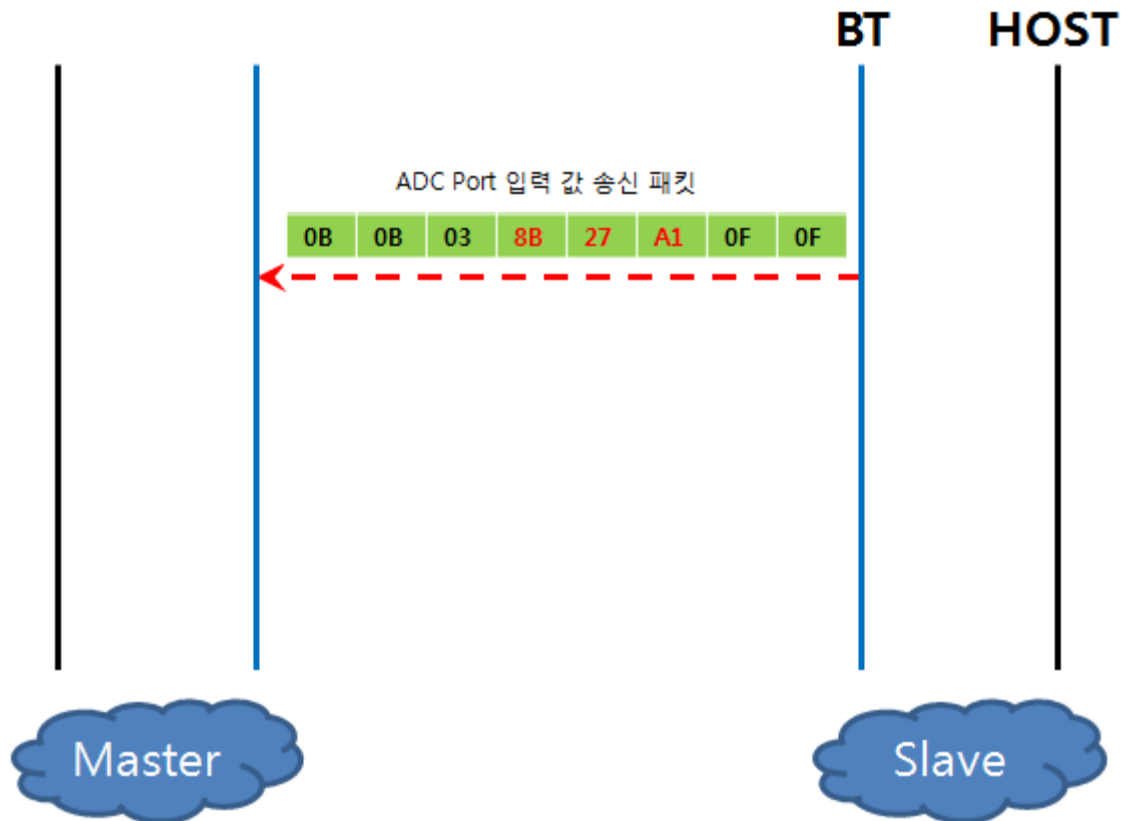 BT HOST
ADC Port 입력 값 송신 패킷
0B 0B 03 8B 27 A1 0F 0F
Master Slave